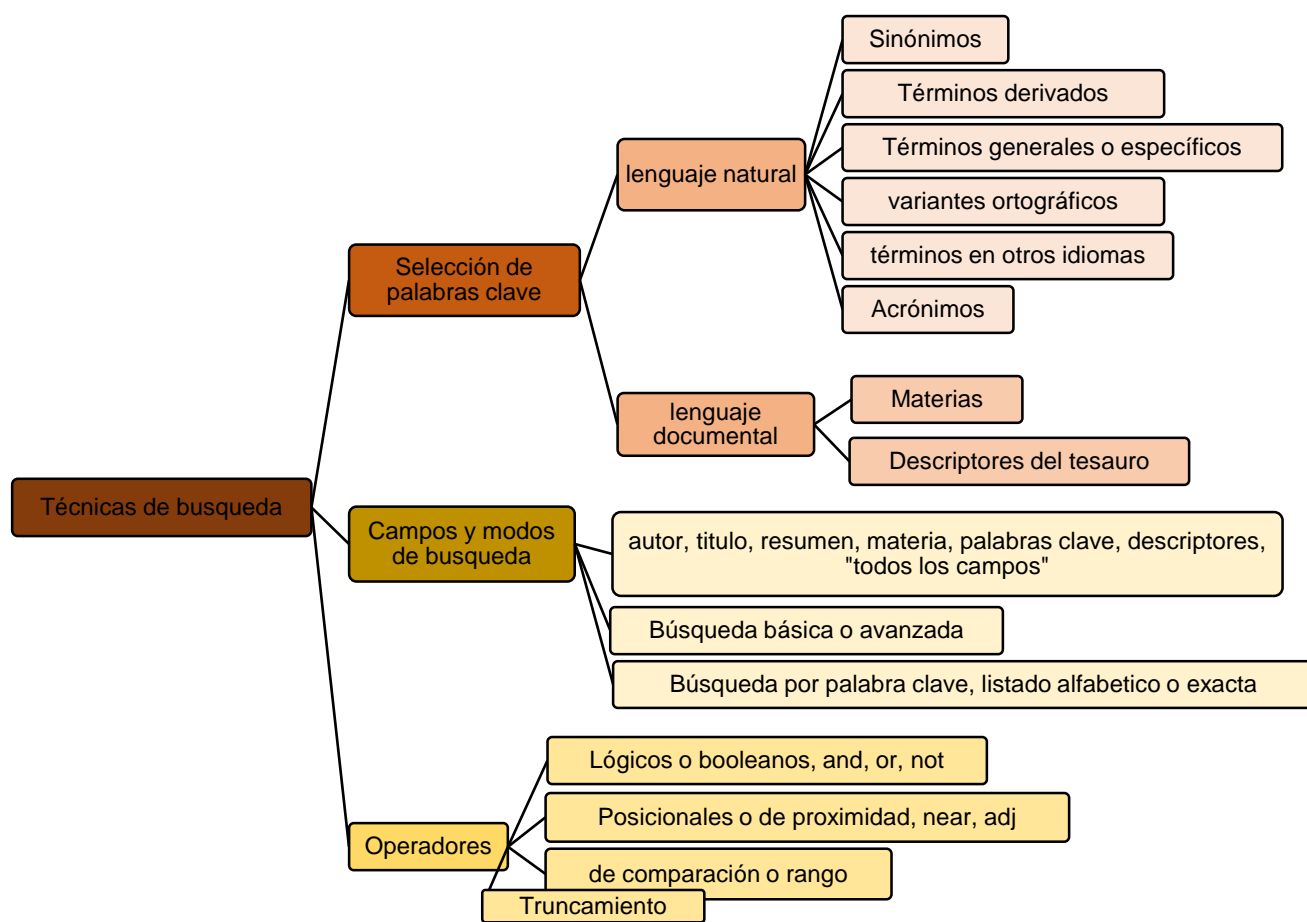 Técnicas de busqueda
Selección de
palabras clave
lenguaje natural
Sinónimos
Términos derivados
Términos generales o específicos
variantes ortográficos
términos en otros idiomas
Acrónimos
lenguaje
documental
Materias
Descriptores del tesauro
Campos y modos
de busqueda
autor, titulo, resumen, materia, palabras clave, descriptores,
"todos los campos"
Búsqueda básica o avanzada
Búsqueda por palabra clave, listado alfabetico o exacta
Operadores
Lógicos o booleanos, and, or, not
Posicionales o de proximidad, near, adj
de comparación o rango
Truncamiento